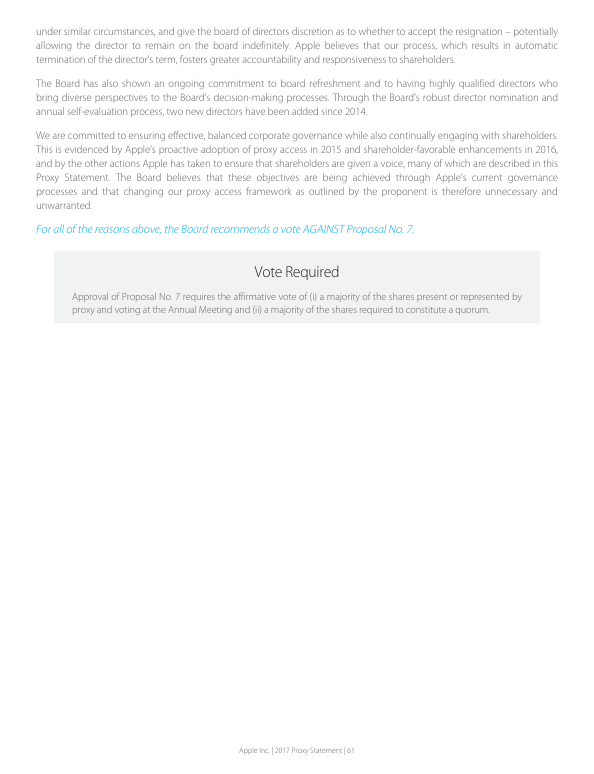 under similar circumstances, and give the board of directors discretion as to whether to accept the resignation – potentially
allowing the director to remain on the board indefinitely. Apple believes that our process, which results in automatic
termination of the director's term, fosters greater accountability and responsiveness to shareholders.
The Board has also shown an ongoing commitment to board refreshment and to having highly qualified directors who
bring diverse perspectives to the Board's decision-making processes. Through the Board's robust director nomination and
annual self-evaluation process, two new directors have been added since 2014.
We are committed to ensuring effective, balanced corporate governance while also continually engaging with shareholders.
This is evidenced by Apple's proactive adoption of proxy access in 2015 and shareholder-favorable enhancements in 2016,
and by the other actions Apple has taken to ensure that shareholders are given a voice, many of which are described in this
Proxy Statement. The Board believes that these objectives are being achieved through Apple's current governance
processes and that changing our proxy access framework as outlined by the proponent is therefore unnecessary and
unwarranted.
For all of the reasons above, the Board recommends a vote AGAINST Proposal No. 7.
Vote Required
Approval of Proposal No. 7 requires the affirmative vote of (i) a majority of the shares present or represented by
proxy and voting at the Annual Meeting and (ii) a majority of the shares required to constitute a quorum.
Apple Inc. | 2017 Proxy Statement | 61